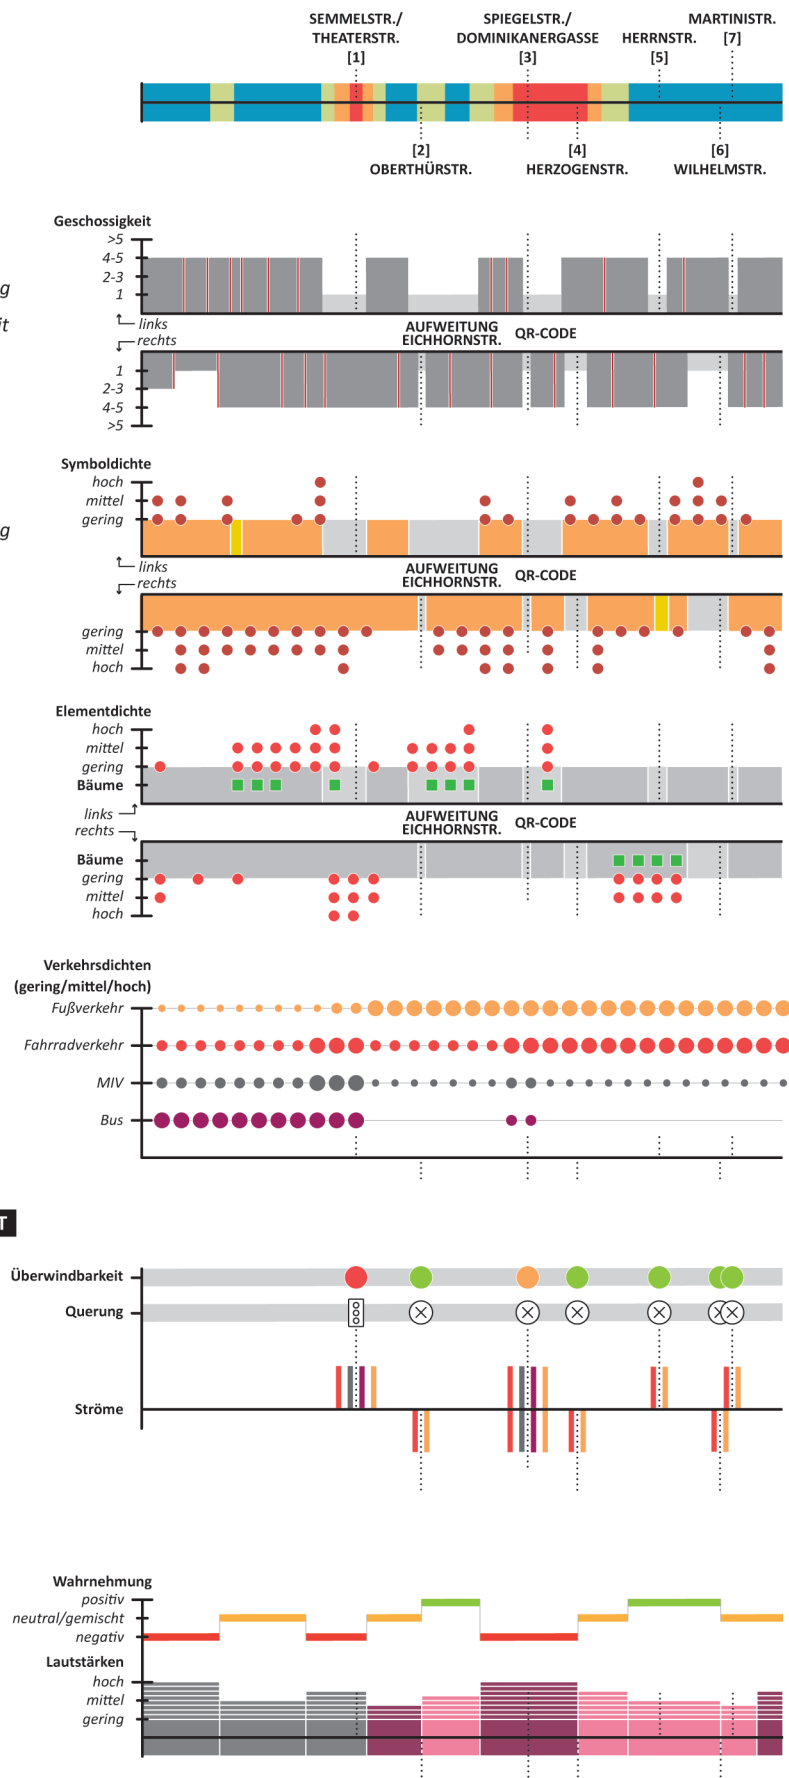 SEMMELSTR./
THEATERSTR.
[1]
SPIEGELSTR./
DOMINIKANERGASSE
[3]
HERRNSTR.
[5]
MARTINISTR.
[7]
[2]
OBERTHÜRSTR.
[4]
HERZOGENSTR.
[6]
WILHELMSTR.
Geschossigkeit
>5
4-5
2-3
1
g
it
links
rechts
AUFWEITUNG
EICHHORNSTR.
QR-CODE
1
2-3
4-5
>5
Symboldichte
hoch
mittel
gering
g
links
rechts
AUFWEITUNG
EICHHORNSTR.
QR-CODE
gering
mittel
hoch
Elementdichte
hoch
mittel
gering
Bäume
links
rechts
AUFWEITUNG
EICHHORNSTR.
QR-CODE
Bäume
gering
mittel
hoch
Verkehrsdichten
(gering/mittel/hoch)
Fußverkehr
Fahrradverkehr
MIV
Bus
T
Überwindbarkeit
Querung
Ströme
Wahrnehmung
positiv
neutral/gemischt
negativ
Lautstärken
hoch
mittel
gering